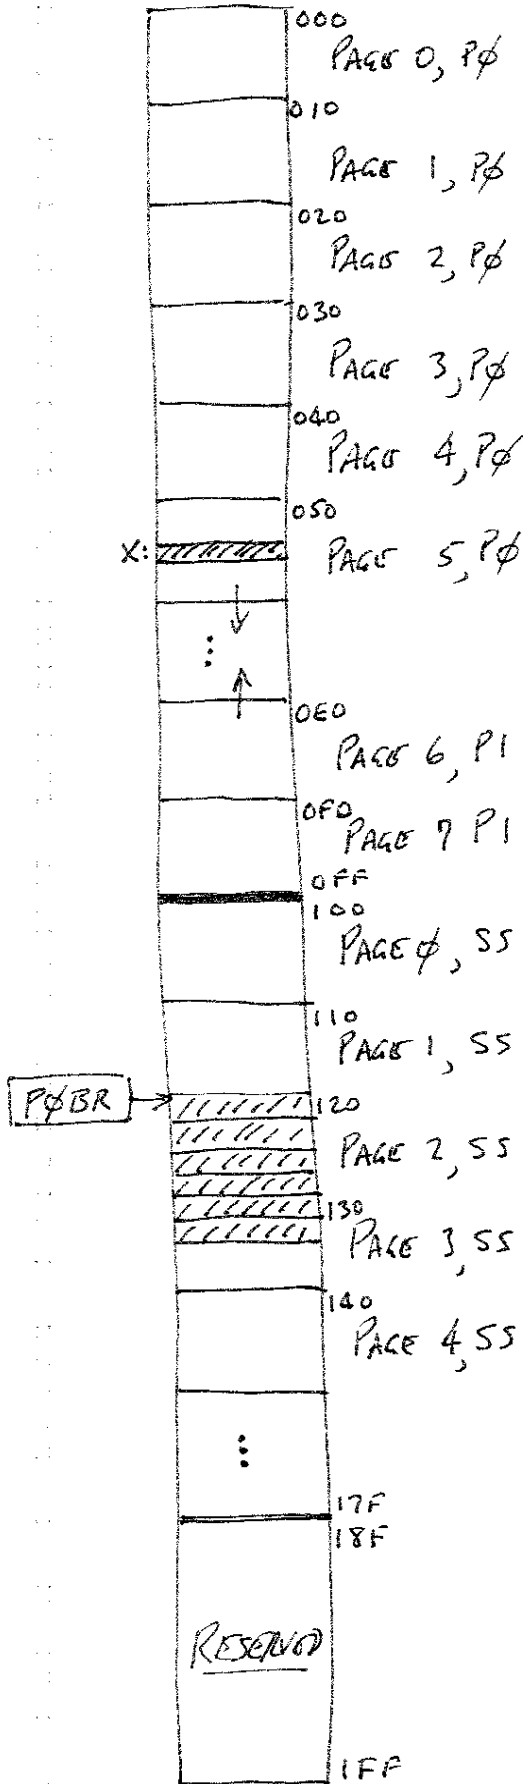 000
PAGE 0, PØ
010
PAGE 1, PØ
020
PAGE 2, PØ
030
PAGE 3, PØ
040
PAGE 4, PØ
050
X:
PAGE 5, PØ
⋮
0E0
PAGE 6, P1
0F0
PAGE 7 P1
0FF
100
PAGE Ø, SS
110
PAGE 1, SS
PØBR
120
PAGE 2, SS
130
PAGE 3, SS
140
PAGE 4, SS
⋮
17F
18F
RESERVED
1FF